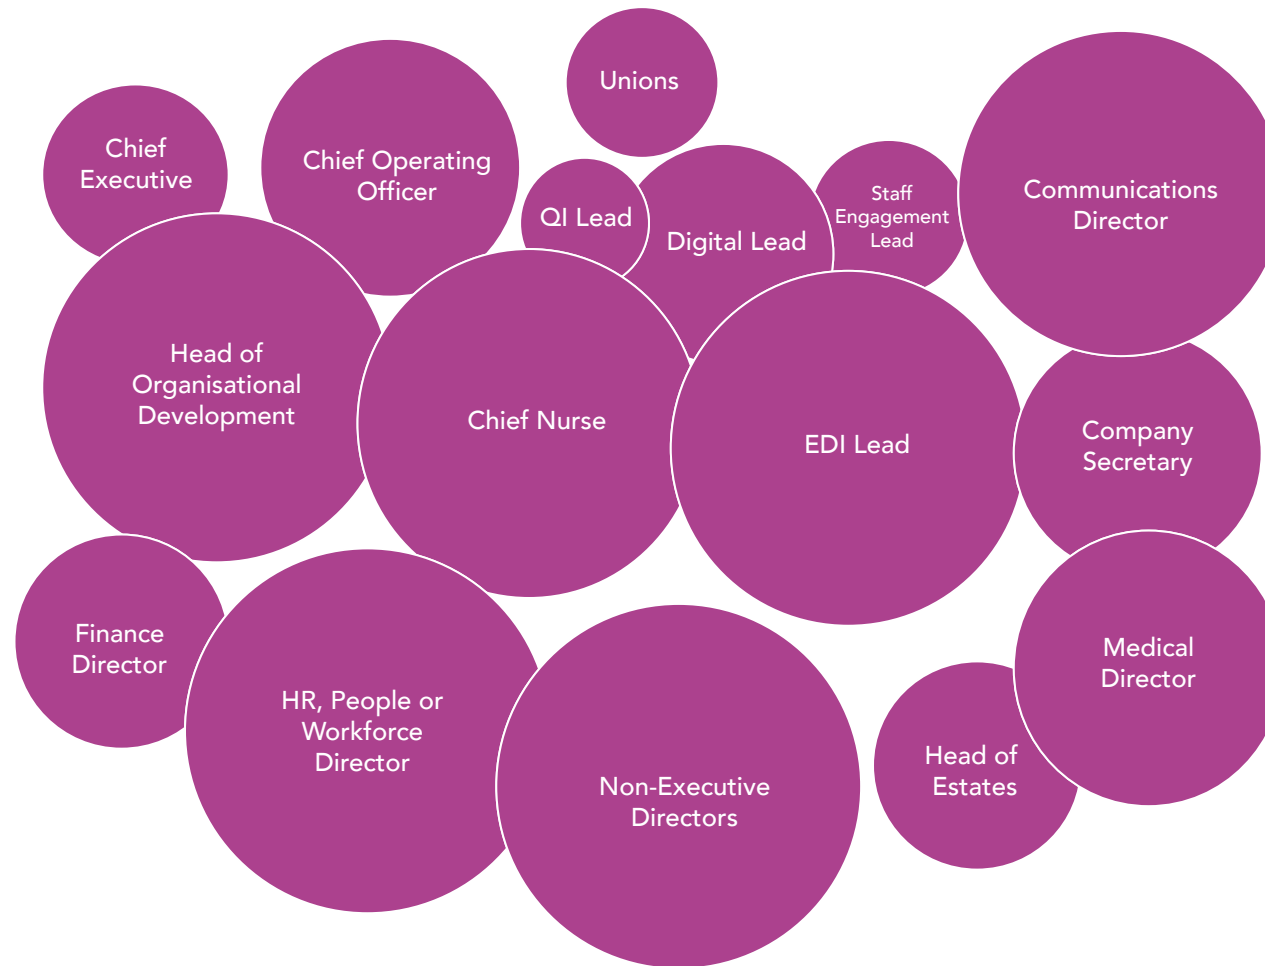 Unions
Chief
Executive
Chief Operating
Officer
QI Lead
Digital Lead
Staff
Engagement
Lead
Communications
Director
Head of
Organisational
Development
Chief Nurse
EDI Lead
Company
Secretary
Finance
Director
HR, People or
Workforce
Director
Non-Executive
Directors
Head of
Estates
Medical
Director